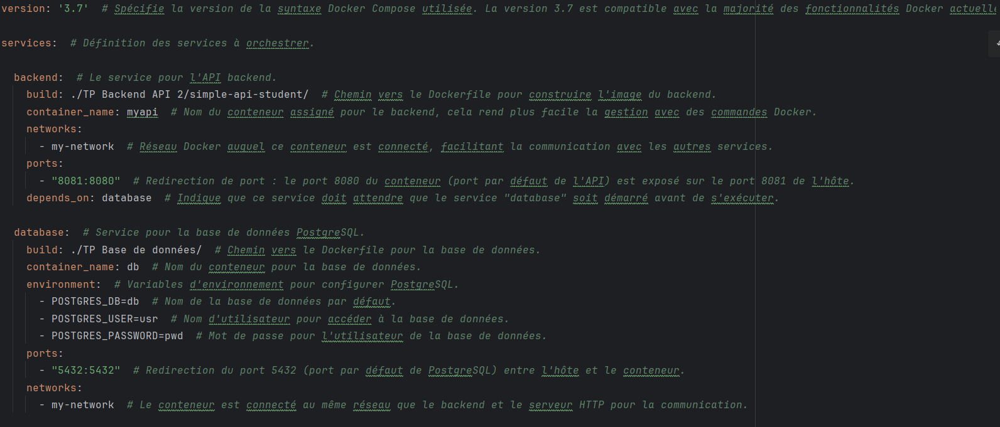 version: '3.7'  # Spécifie la version de la syntaxe Docker Compose utilisée. La version 3.7 est compatible avec la majorité des fonctionnalités Docker
services:  # Définition des services à orchestrer.
backend:  # Le service pour l'API backend.
build: ./TP Backend API 2/simple-api-student/  # Chemin vers le Dockerfile pour construire l'image du backend.
container_name: myapi  # Nom du conteneur assigné pour le backend, cela rend plus facile la gestion avec des commandes Docker.
networks:
- my-network  # Réseau Docker auquel ce conteneur est connecté, facilitant la communication avec les autres services.
ports:
- "8081:8080"  # Redirection de port : le port 8080 du conteneur (port par défaut de l'API) est exposé sur le port 8081 de l'hôte.
depends_on: database  # Indique que ce service doit attendre que le service "database" soit démarré avant de s'exécuter.
database:  # Service pour la base de données PostgreSQL.
build: ./TP Base de données/  # Chemin vers le Dockerfile pour la base de données.
container_name: db  # Nom du conteneur pour la base de données.
environment:  # Variables d'environnement pour configurer PostgreSQL.
- POSTGRES_DB=db  # Nom de la base de données par défaut.
- POSTGRES_USER=usr  # Nom d'utilisateur pour accéder à la base de données.
- POSTGRES_PASSWORD=pwd  # Mot de passe pour l'utilisateur de la base de données.
ports:
- "5432:5432"  # Redirection du port 5432 (port par défaut de PostgreSQL) entre l'hôte et le conteneur.
networks:
- my-network  # Le conteneur est connecté au même réseau que le backend et le serveur HTTP pour la communication.